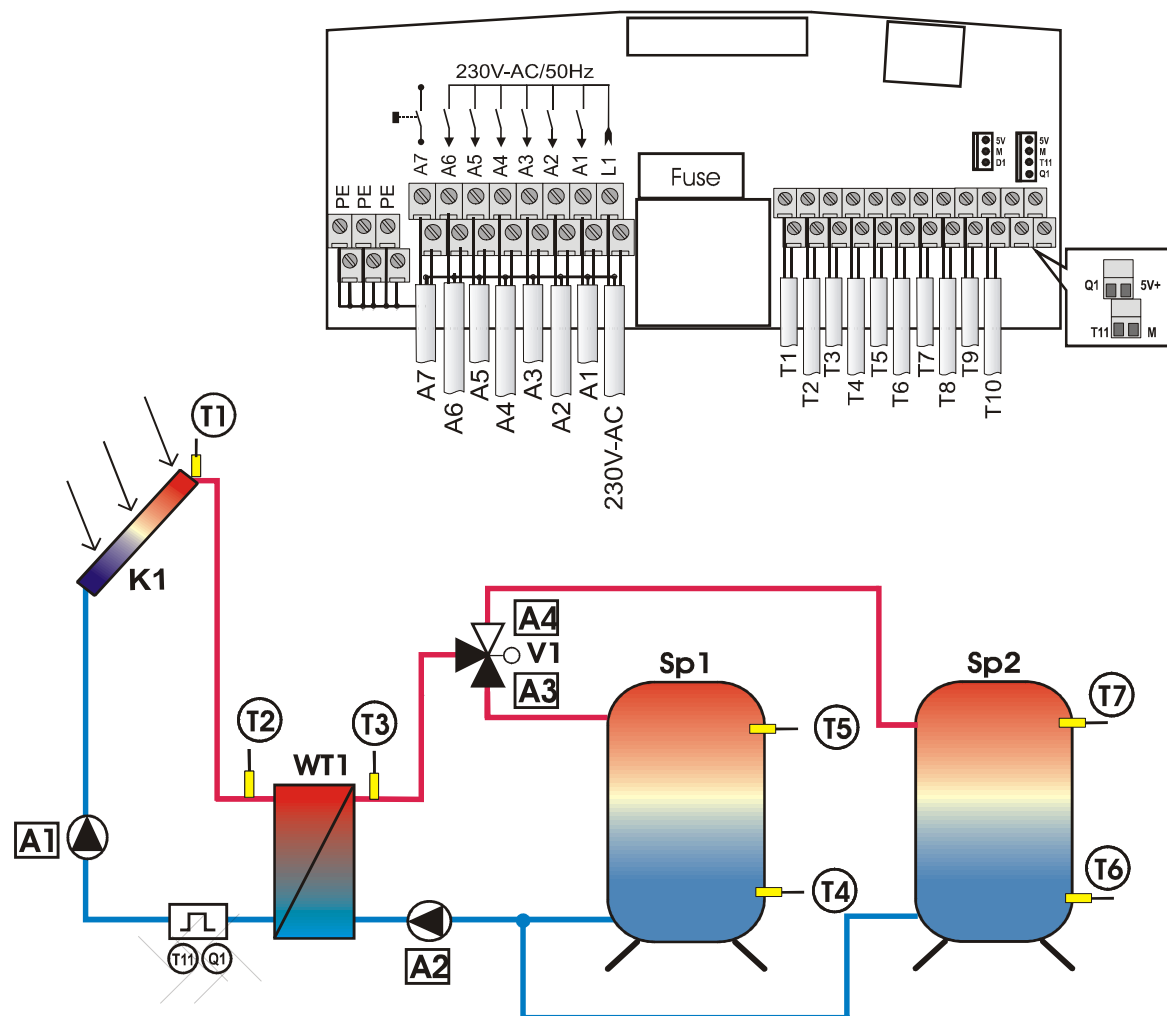 230V-AC/50Hz
A7 A6 A5 A4 A3 A2 A1 L1
PE PE PE
Fuse
5V
M
D1
5V
M
T11
Q1
Q1 5V+
T11 M
A7 A6 A5 A4 A3 A2 A1 230V-AC
T1 T2 T3 T4 T5 T6 T7 T8 T9 T10
T1
K1
A4
V1
A3
Sp1
Sp2
T2
T3
T5
T7
WT1
A1
T4
T6
T11 Q1
A2